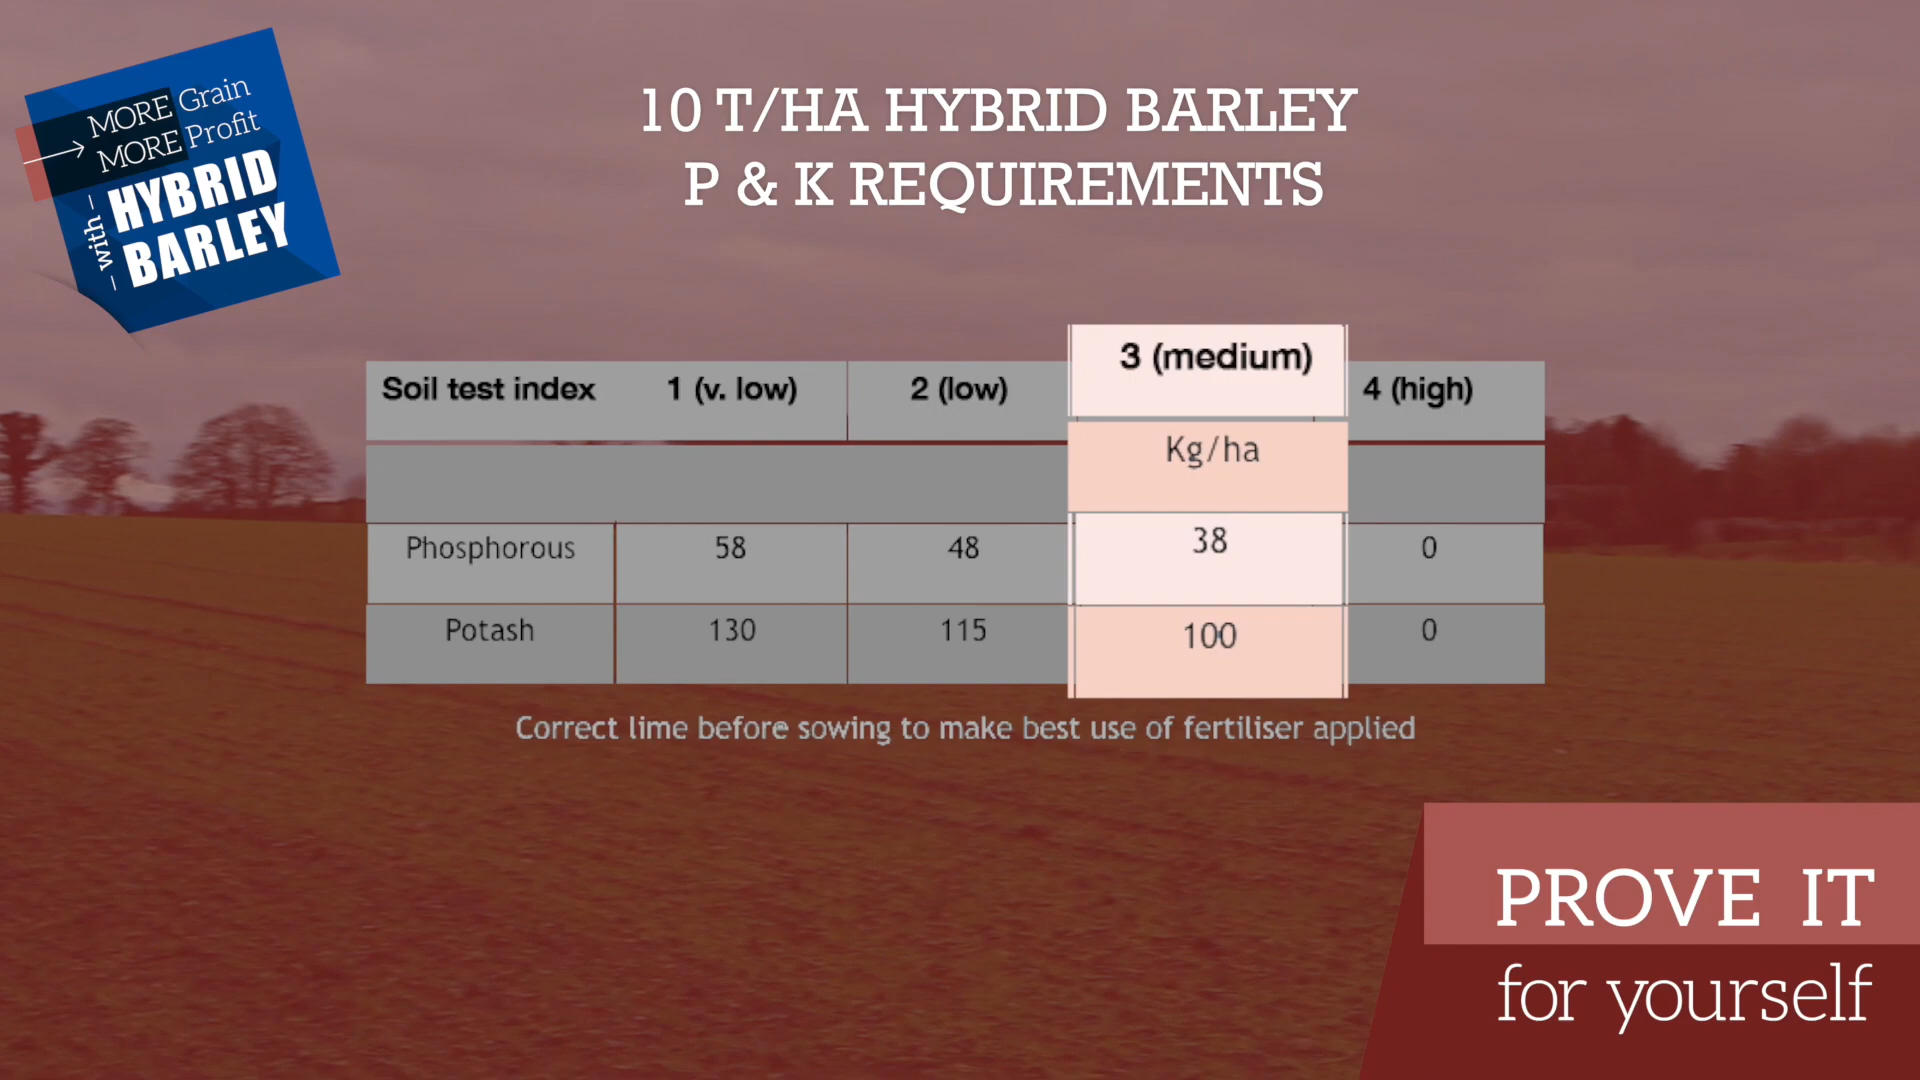 MORE Grain
MORE Profit
– with –
HYBRID
BARLEY
10 T/HA HYBRID BARLEY
P & K REQUIREMENTS
Soil test index 1 (v. low) 2 (low) 3 (medium) 4 (high)
Kg/ha
Phosphorous 58 48 38 0
Potash 130 115 100 0
Correct lime before sowing to make best use of fertiliser applied
PROVE IT
for yourself